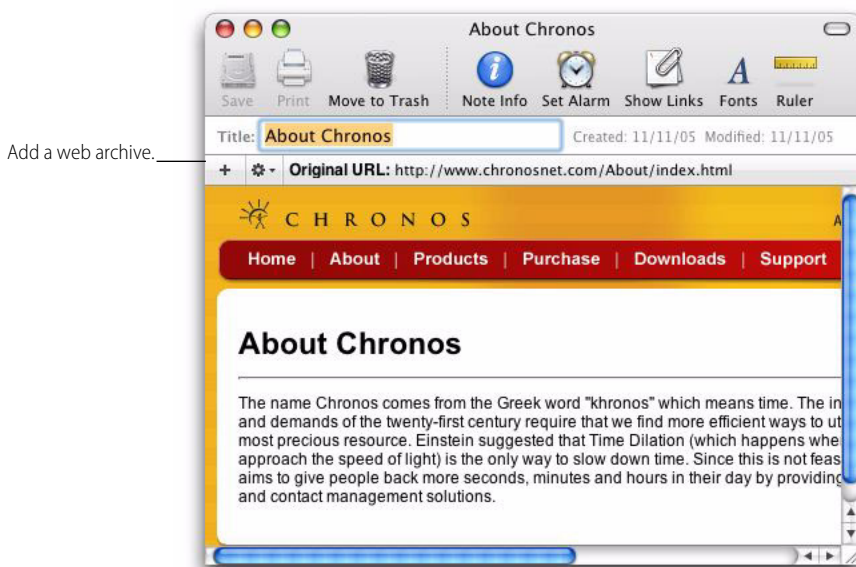 About Chronos
Save Print Move to Trash Note Info Set Alarm Show Links Fonts Ruler
Title: About Chronos Created: 11/11/05 Modified: 11/11/05
Add a web archive.
Original URL: http://www.chronosnet.com/About/index.html
CHRONOS A
Home | About | Products | Purchase | Downloads | Support
About Chronos
The name Chronos comes from the Greek word "khronos" which means time. The in
and demands of the twenty-first century require that we find more efficient ways to ut
most precious resource. Einstein suggested that Time Dilation (which happens whe
approach the speed of light) is the only way to slow down time. Since this is not feas
aims to give people back more seconds, minutes and hours in their day by providing
and contact management solutions.